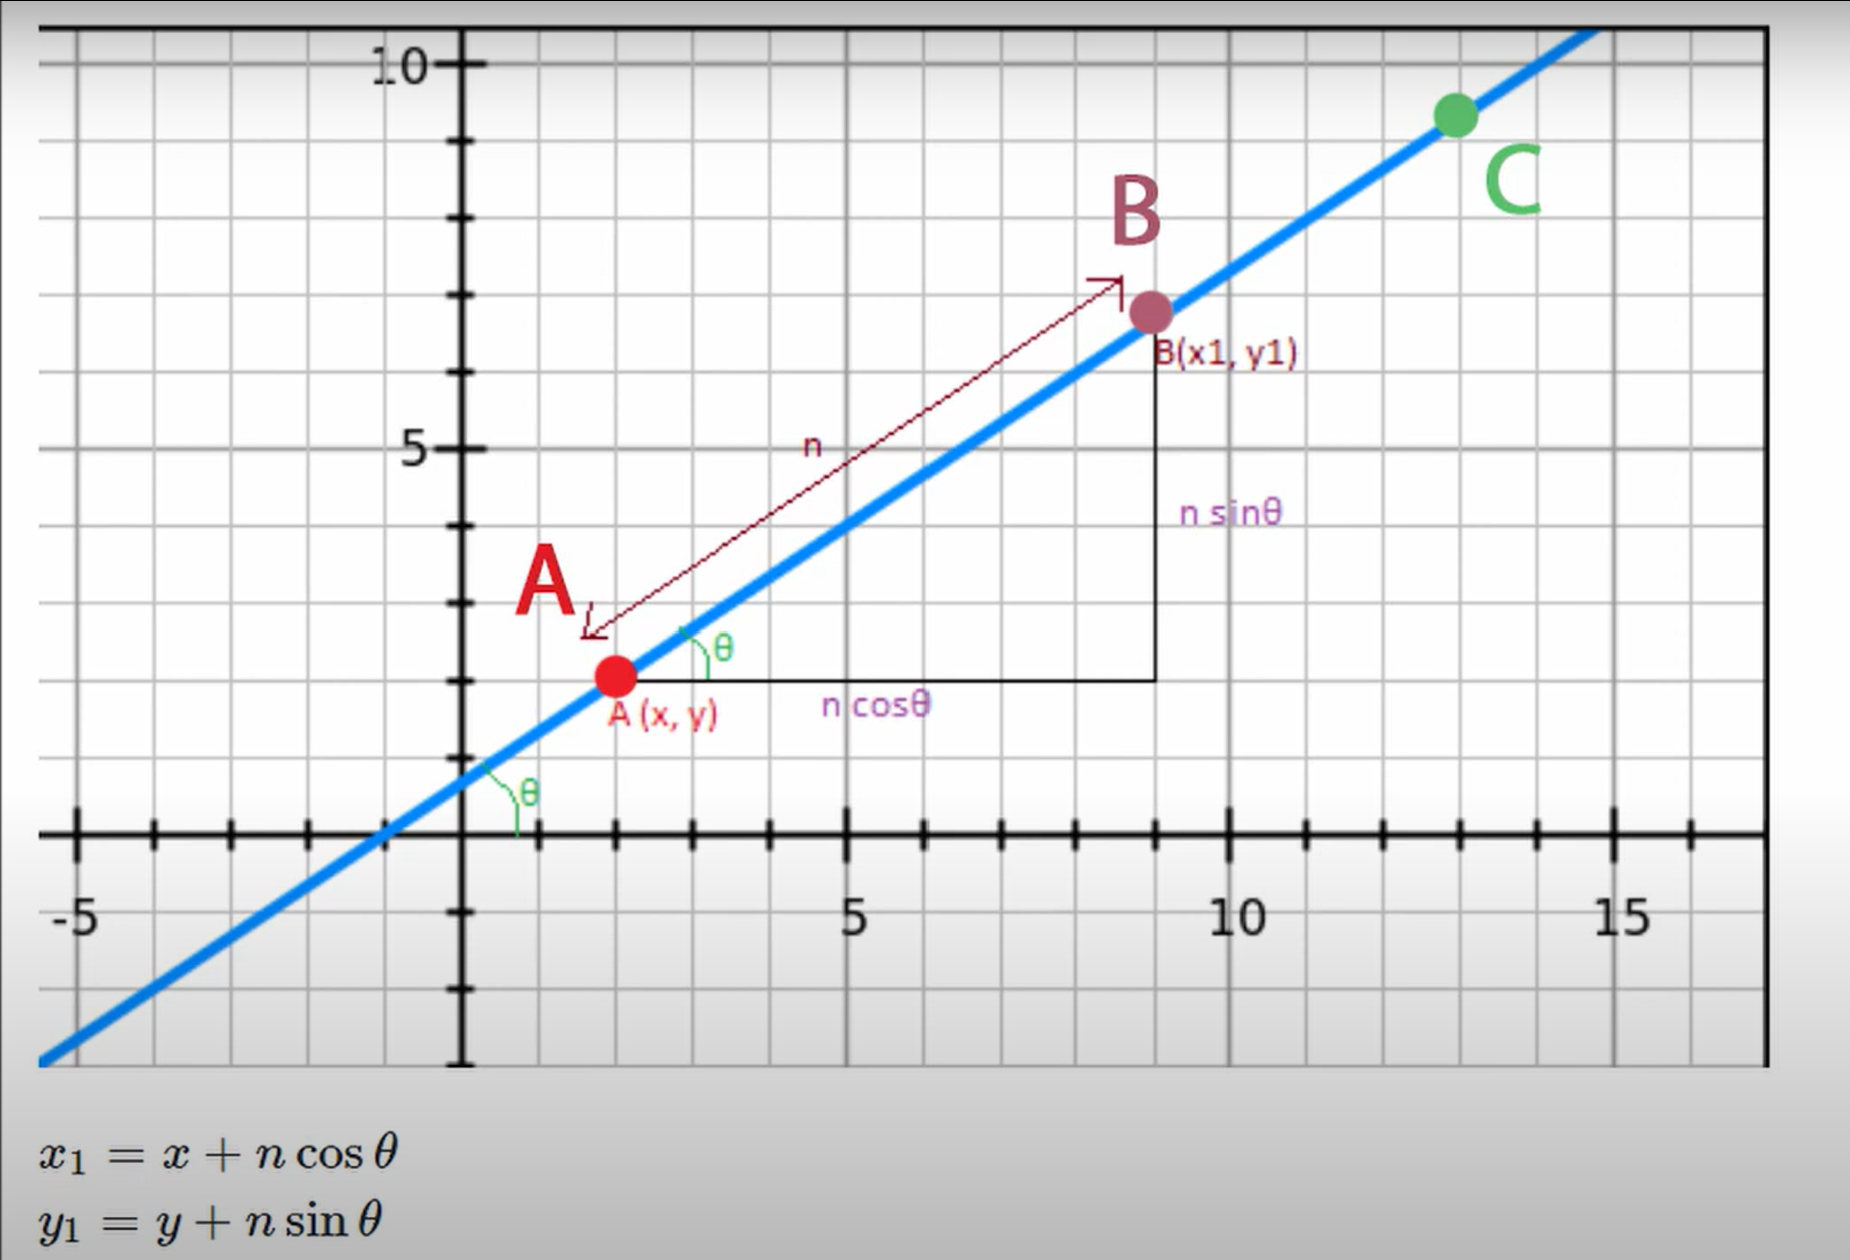 10
C
B
B(x1, y1)
n
5
n sinθ
A
θ
n cosθ
A (x, y)
θ
-5
5
10
15
x₁ = x + n cos θ
y₁ = y + n sin θ